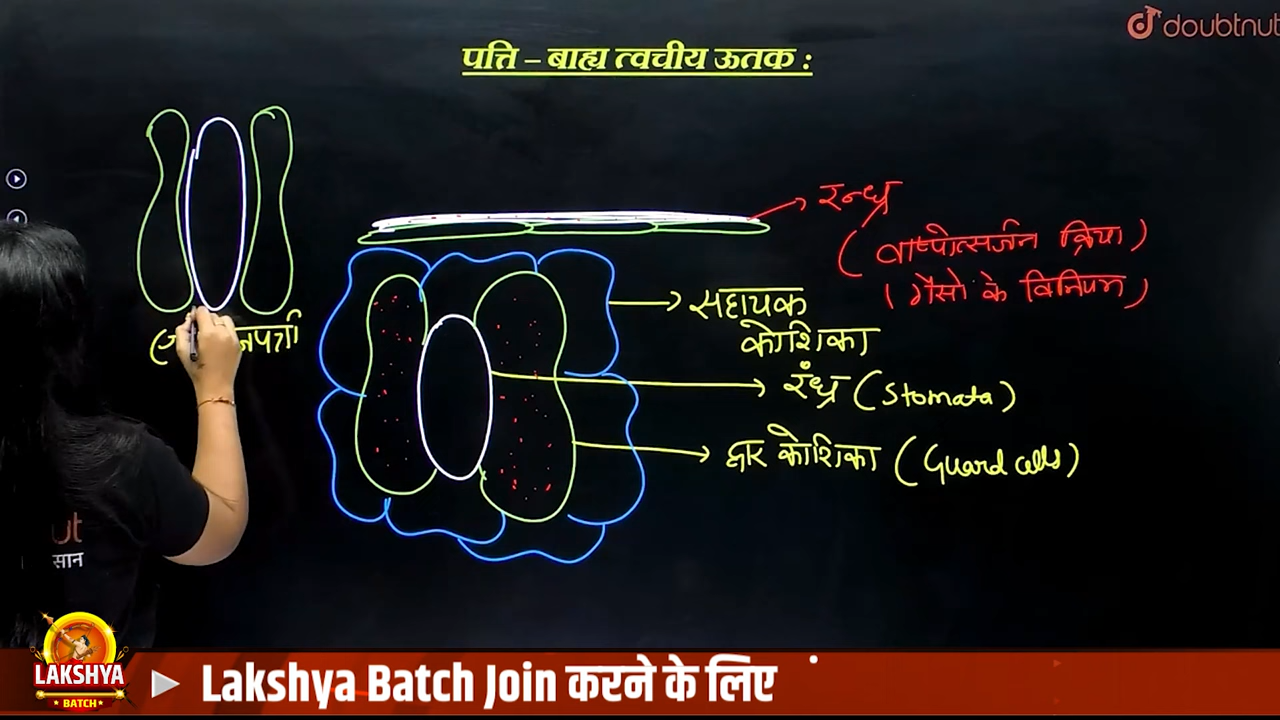 doubtnut
पत्ति – बाह्य त्वचीय ऊतक :
रन्ध्र
( वाष्पोत्सर्जन क्रिया )
( गैसो के विनिमय )
सहायक
कोशिका
रंध्र ( Stomata )
द्वार कोशिका ( Guard cells )
LAKSHYA
BATCH
Lakshya Batch Join करने के लिए